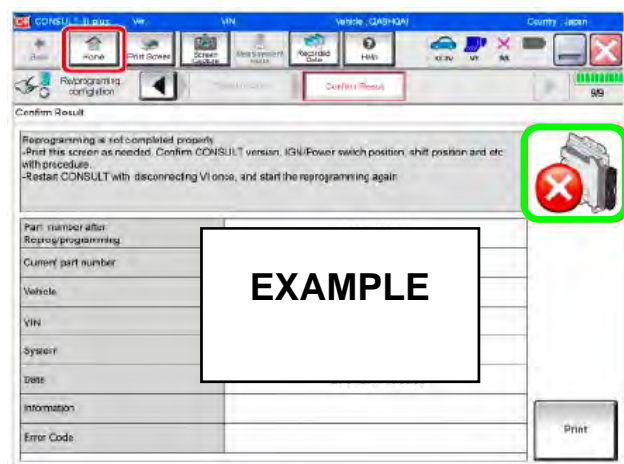 CONSULT-III plus Ver. VIN Vehicle : QASHQAI Country : Japan
Back Home Print Screen Screen Capture Measurement Mode Recorded Data Help VI
Reprogramming configuration Confirm Result 9/9
Confirm Result
Reprogramming is not completed properly
-Print this screen as needed. Confirm CONSULT version, IGN/Power switch position, shift position and etc
with procedure.
-Restart CONSULT with disconnecting VI once, and start the reprogramming again
Part number after
Reprog/programming
Current part number
Vehicle
EXAMPLE
VIN
System
Date
Information
Error Code
Print